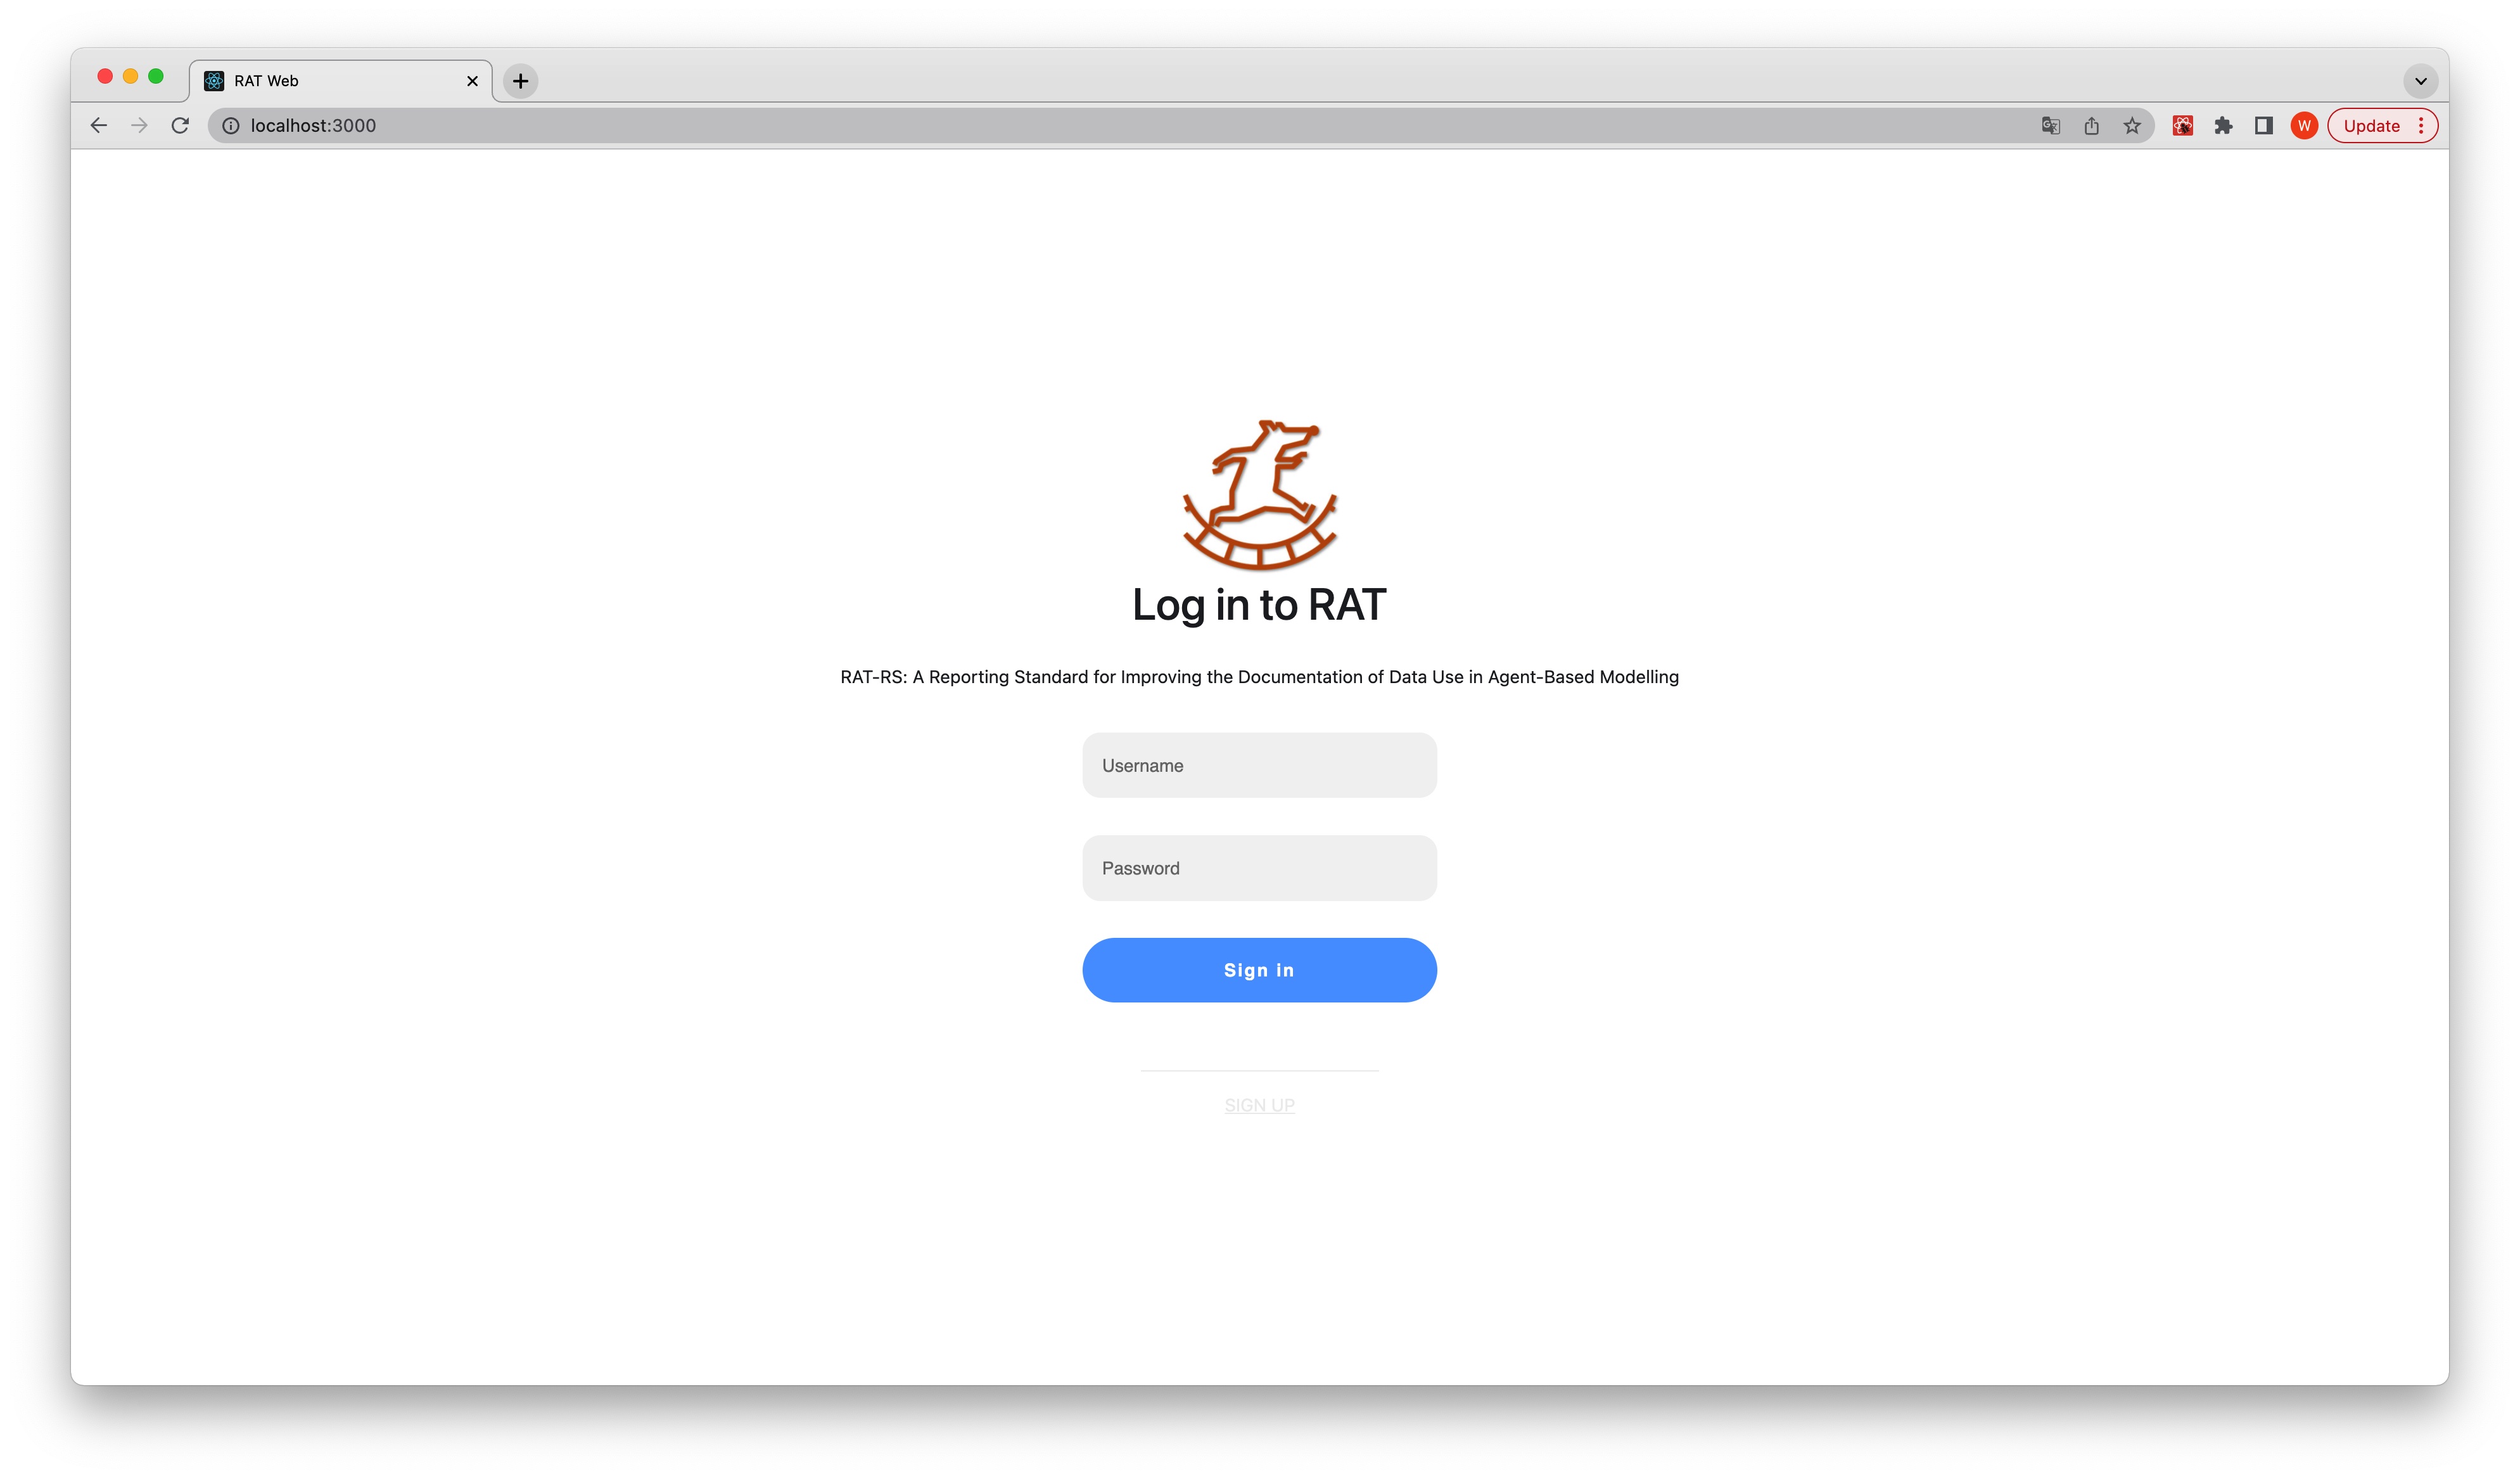 RAT Web
localhost:3000
W
Update
Log in to RAT
RAT-RS: A Reporting Standard for Improving the Documentation of Data Use in Agent-Based Modelling
Username
Password
Sign in
SIGN UP